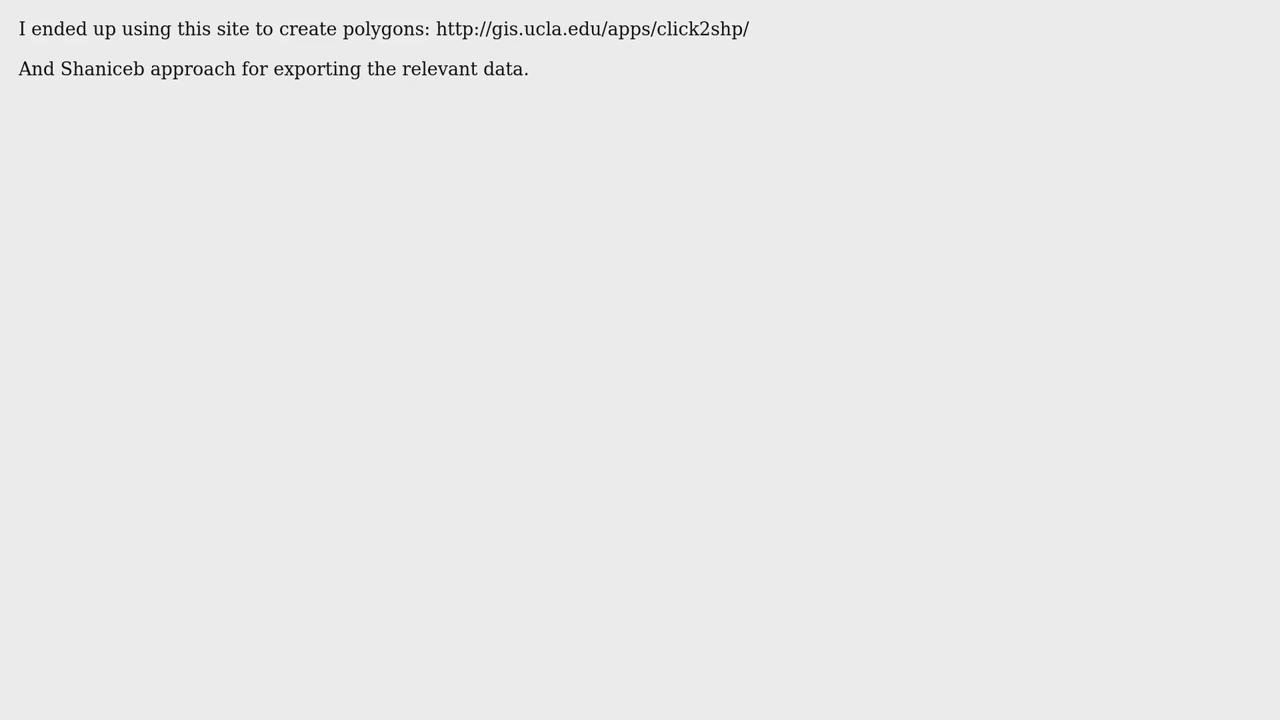 I ended up using this site to create polygons: http://gis.ucla.edu/apps/click2shp/
And Shaniceb approach for exporting the relevant data.